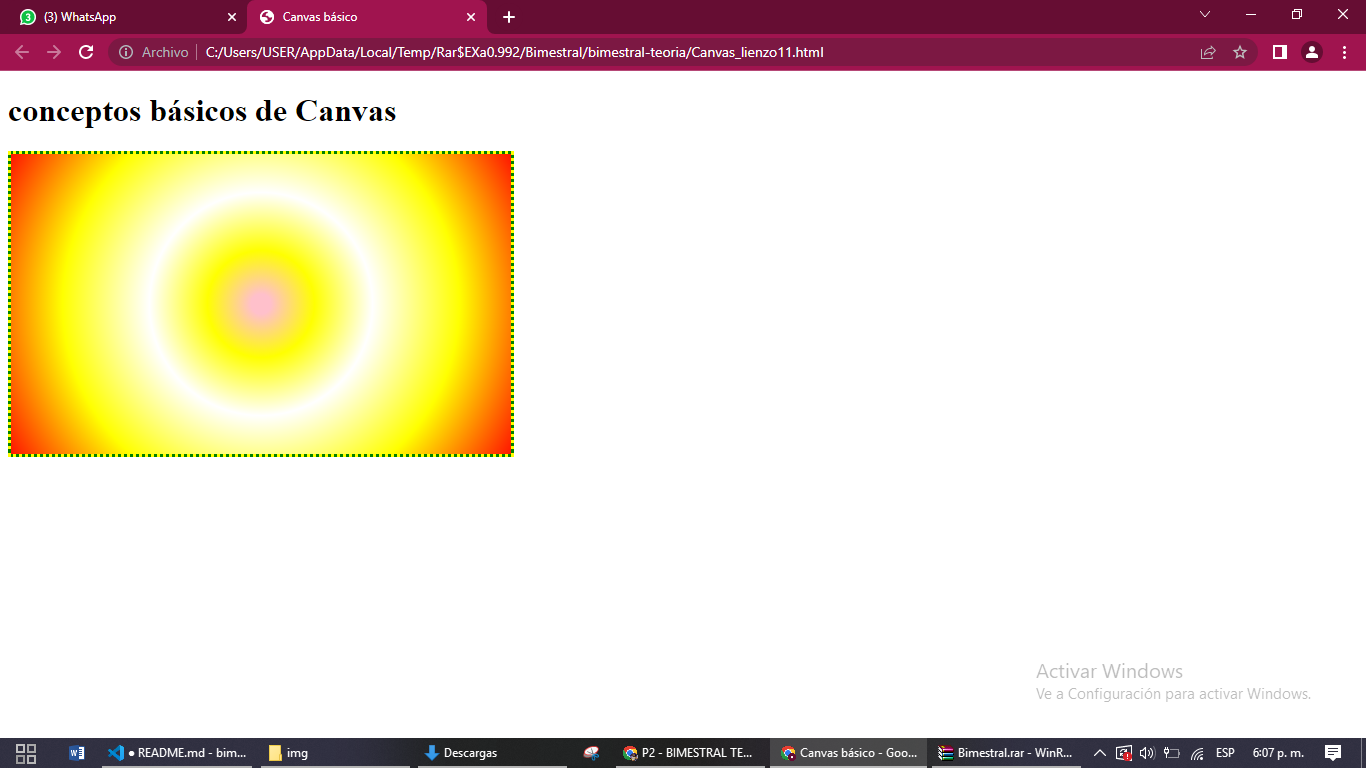 (3) WhatsApp
Canvas básico
Archivo
C:/Users/USER/AppData/Local/Temp/Rar$EXa0.992/Bimestral/bimestral-teoria/Canvas_lienzo11.html
conceptos básicos de Canvas
Activar Windows
Ve a Configuración para activar Windows.
● README.md - bim...
img
Descargas
P2 - BIMESTRAL TE...
Canvas básico - Goo...
Bimestral.rar - WinR...
ESP
6:07 p. m.